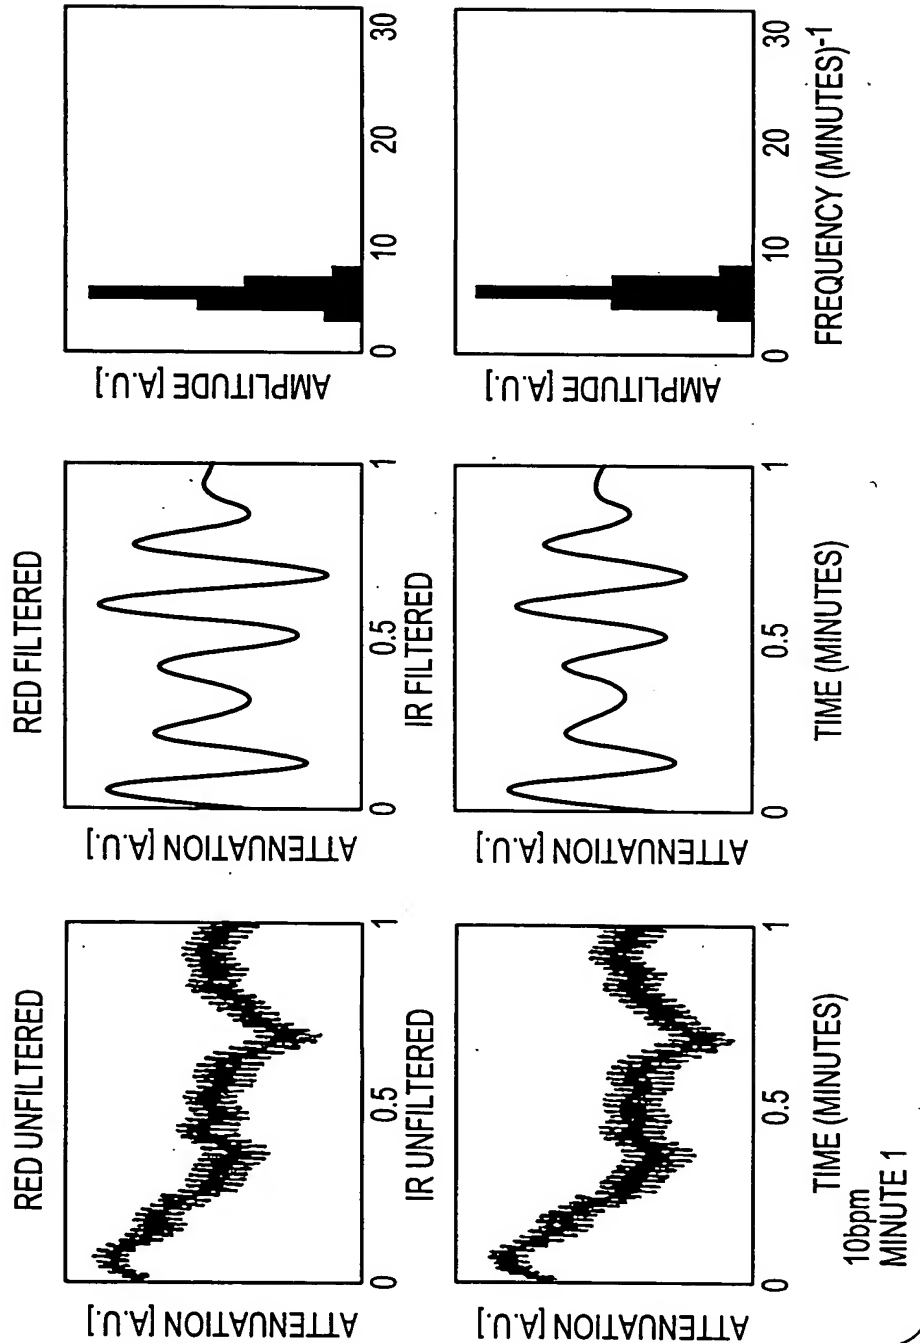 RED UNFILTERED
ATTENUATION [A.U.]
0 0.5 1
IR UNFILTERED
ATTENUATION [A.U.]
0 0.5 1
TIME (MINUTES)
10bpm
MINUTE 1
RED FILTERED
ATTENUATION [A.U.]
0 0.5 1
IR FILTERED
ATTENUATION [A.U.]
0 0.5 1
TIME (MINUTES)
AMPLITUDE [A.U.]
0 10 20 30
AMPLITUDE [A.U.]
0 10 20 30
FREQUENCY (MINUTES)-1